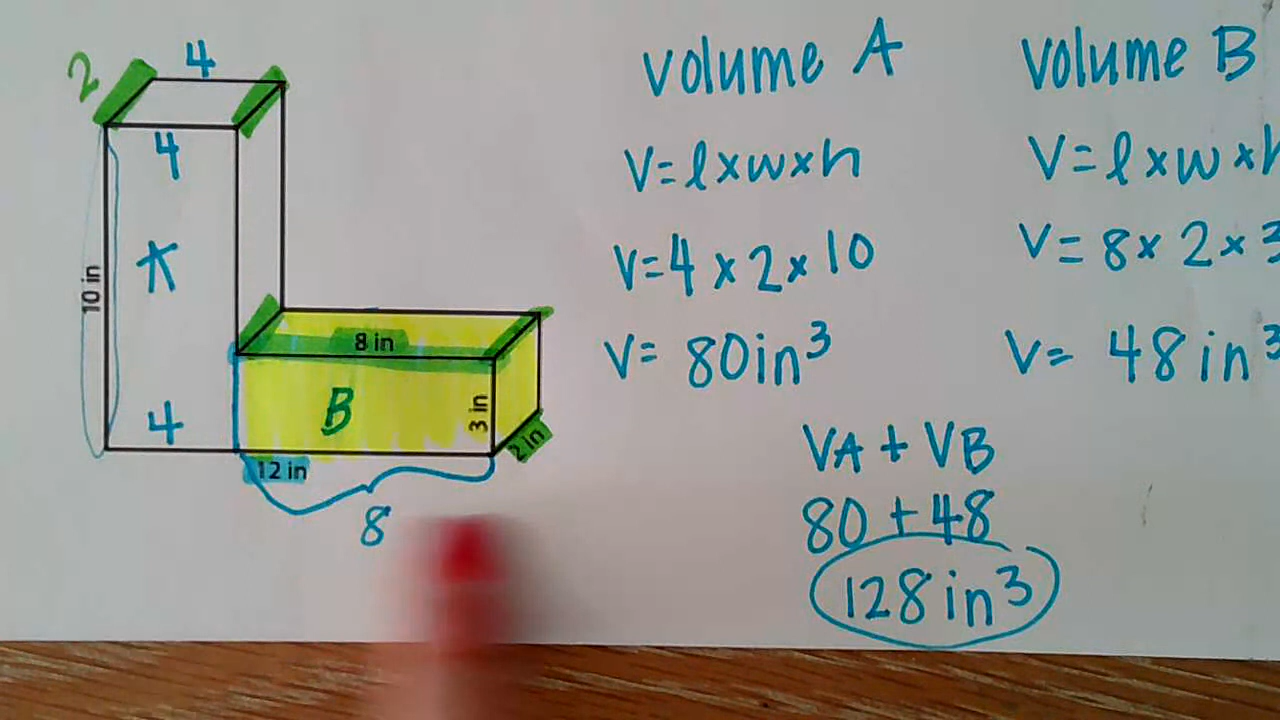 2
4
4
A
10 in
4
8 in
B
3 in
2 in
12 in
8
volume A
V=l×w×h
V=4×2×10
V= 80in³
volume B
V=l×w×h
V= 8×2×3
V= 48in³
VA + VB
80 + 48
128in³